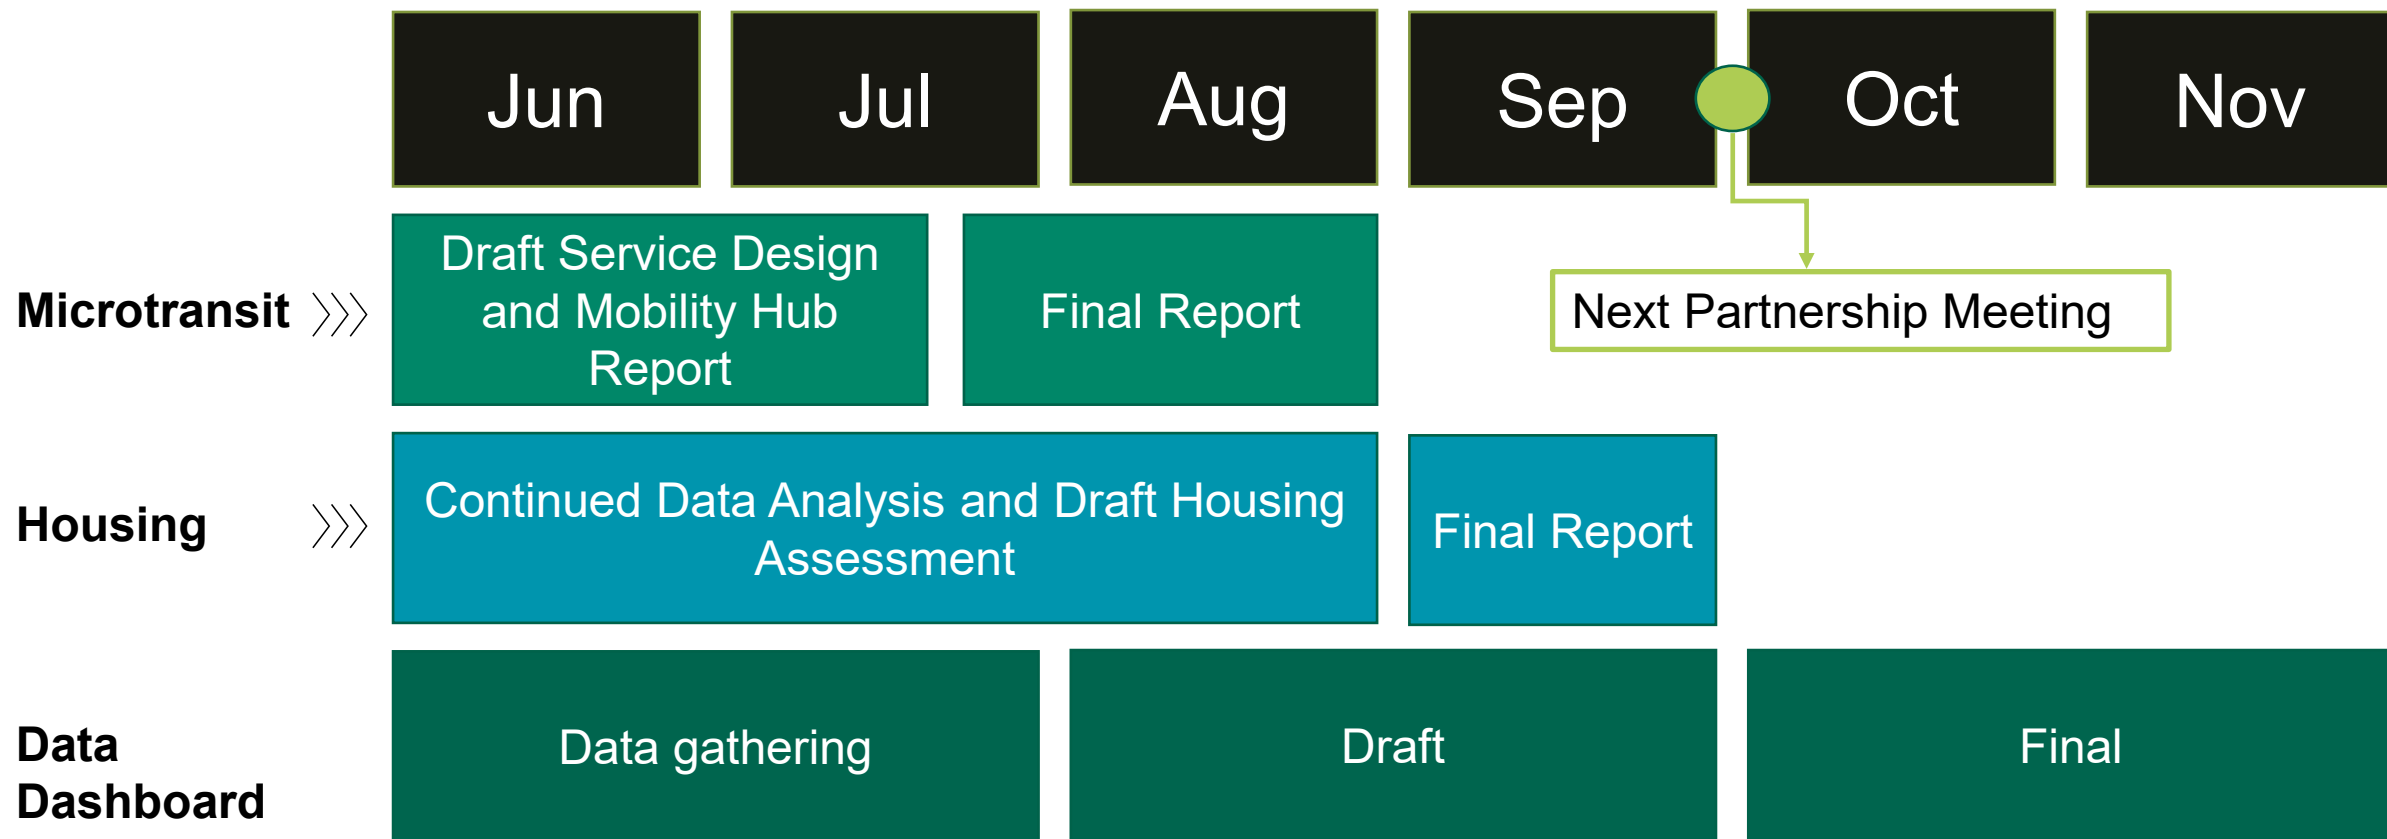 Jun
Jul
Aug
Sep
Oct
Nov
Microtransit
Draft Service Design
and Mobility Hub
Report
Final Report
Next Partnership Meeting
Housing
Continued Data Analysis and Draft Housing
Assessment
Final Report
Data
Dashboard
Data gathering
Draft
Final